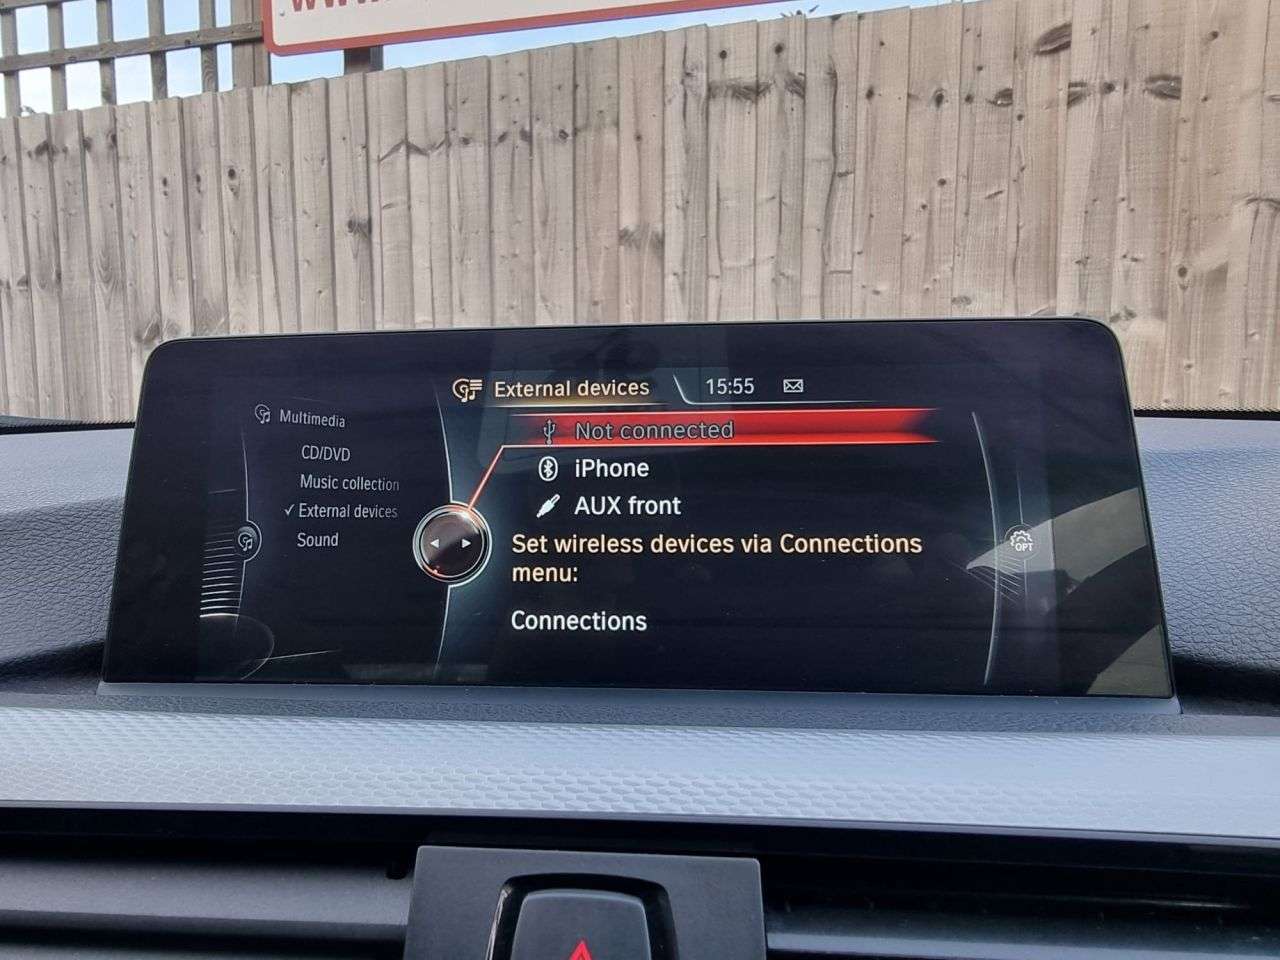 External devices
15:55
Multimedia
CD/DVD
Music collection
✓ External devices
Sound
Not connected
iPhone
AUX front
Set wireless devices via Connections
menu:
Connections
OPT